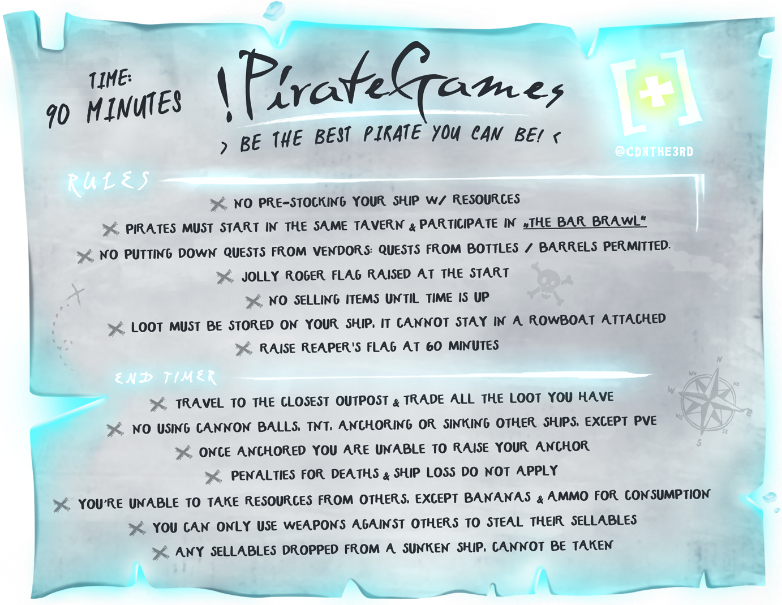 TIME:
90 MINUTES
!PirateGames
> BE THE BEST PIRATE YOU CAN BE! <
[+]
@CDNTHE3RD
RULES
NO PRE-STOCKING YOUR SHIP W/ RESOURCES
PIRATES MUST START IN THE SAME TAVERN & PARTICIPATE IN „THE BAR BRAWL"
NO PUTTING DOWN QUESTS FROM VENDORS: QUESTS FROM BOTTLES / BARRELS PERMITTED.
JOLLY ROGER FLAG RAISED AT THE START
NO SELLING ITEMS UNTIL TIME IS UP
LOOT MUST BE STORED ON YOUR SHIP. IT CANNOT STAY IN A ROWBOAT ATTACHED
RAISE REAPER'S FLAG AT 60 MINUTES
END TIMER
TRAVEL TO THE CLOSEST OUTPOST & TRADE ALL THE LOOT YOU HAVE
NO USING CANNON BALLS, TNT, ANCHORING OR SINKING OTHER SHIPS, EXCEPT PVE
ONCE ANCHORED YOU ARE UNABLE TO RAISE YOUR ANCHOR
PENALTIES FOR DEATHS & SHIP LOSS DO NOT APPLY
YOU'RE UNABLE TO TAKE RESOURCES FROM OTHERS, EXCEPT BANANAS & AMMO FOR CONSUMPTION
YOU CAN ONLY USE WEAPONS AGAINST OTHERS TO STEAL THEIR SELLABLES
ANY SELLABLES DROPPED FROM A SUNKEN SHIP, CANNOT BE TAKEN